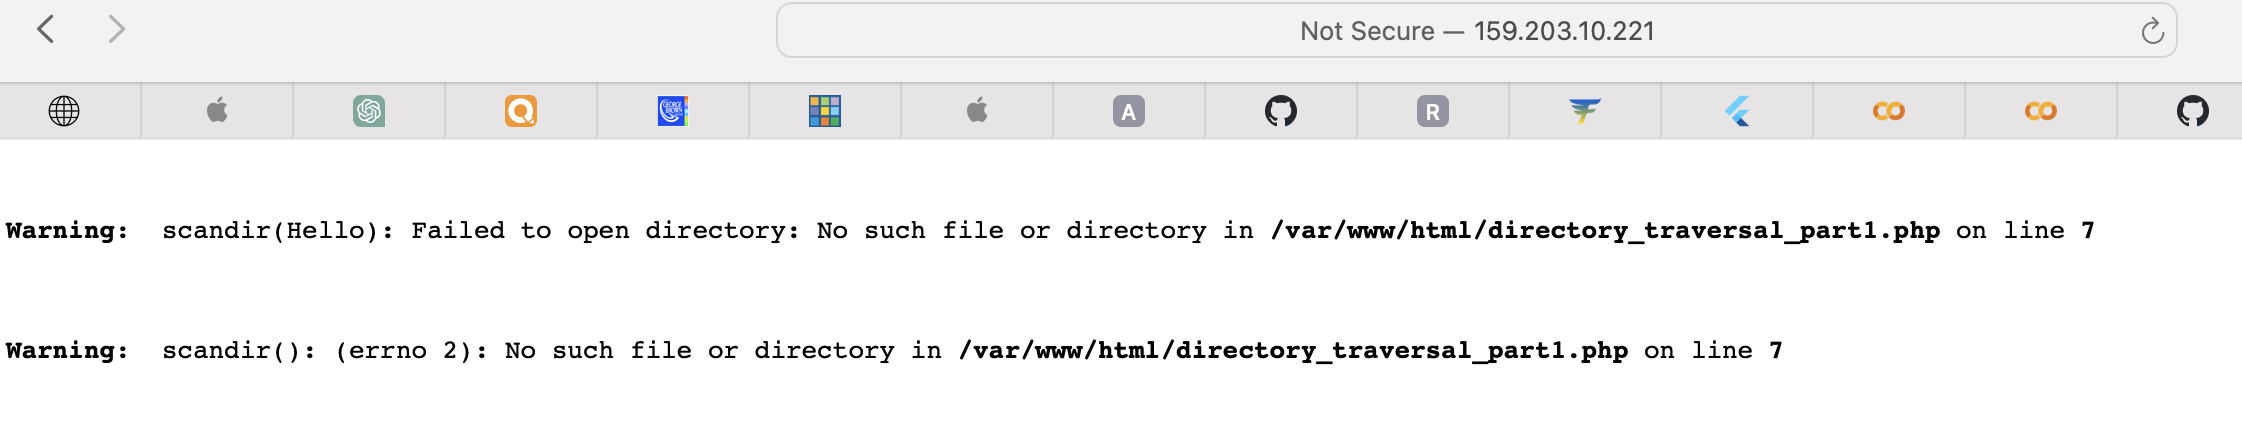 Not Secure — 159.203.10.221
GEORGE BROWN
A
R
Warning:  scandir(Hello): Failed to open directory: No such file or directory in /var/www/html/directory_traversal_part1.php on line 7
Warning:  scandir(): (errno 2): No such file or directory in /var/www/html/directory_traversal_part1.php on line 7